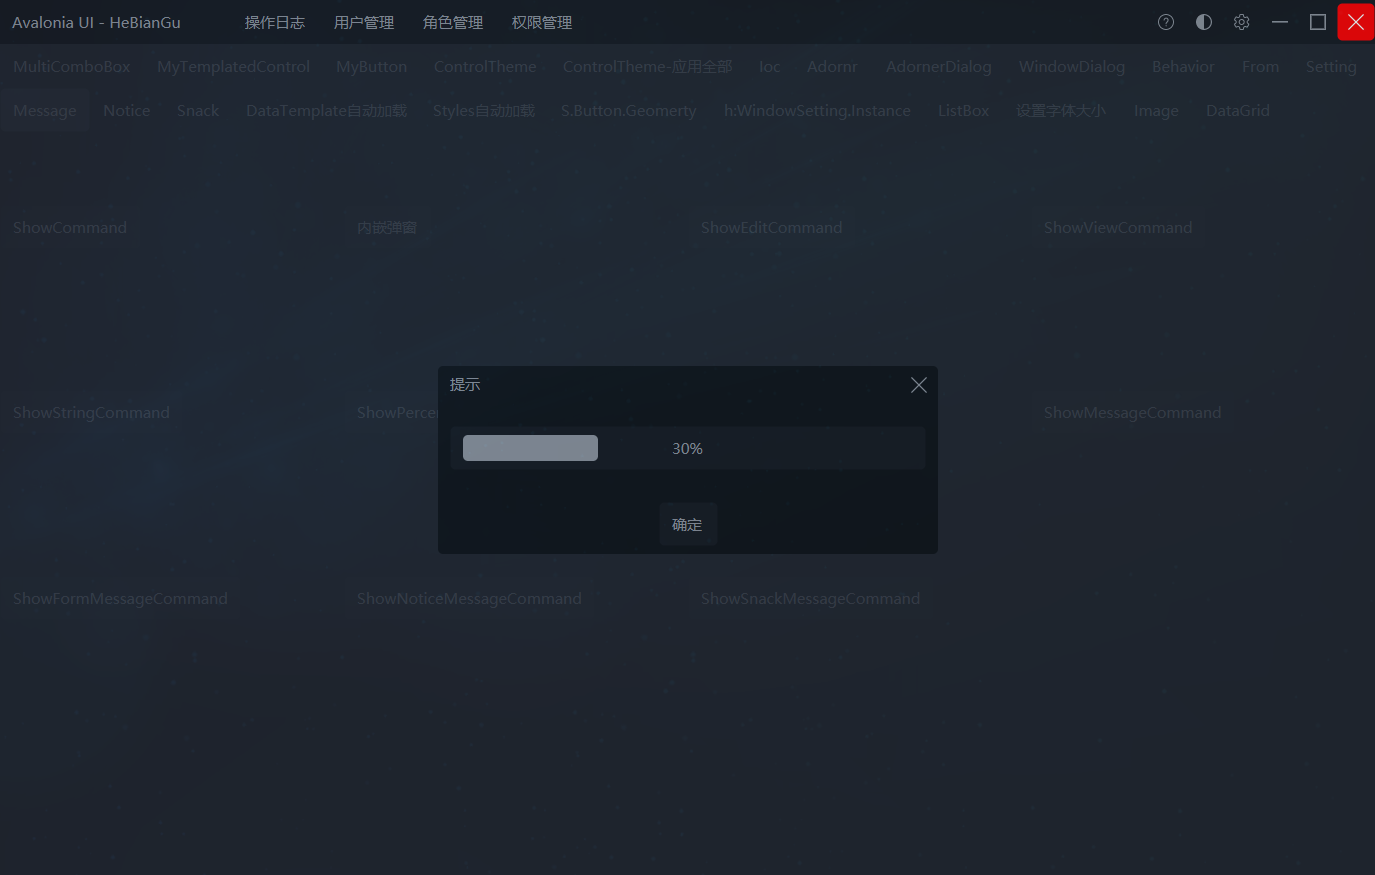 Avalonia UI - HeBianGu 操作日志 用户管理 角色管理 权限管理
MultiComboBox MyTemplatedControl MyButton ControlTheme ControlTheme-应用全部 Ioc Adornr AdornerDialog WindowDialog Behavior From Setting
Message Notice Snack DataTemplate自动加载 Styles自动加载 S.Button.Geomerty h:WindowSetting.Instance ListBox 设置字体大小 Image DataGrid
ShowCommand 内嵌弹窗 ShowEditCommand ShowViewCommand
提示
ShowStringCommand ShowPercen ShowMessageCommand
30%
确定
ShowFormMessageCommand ShowNoticeMessageCommand ShowSnackMessageCommand